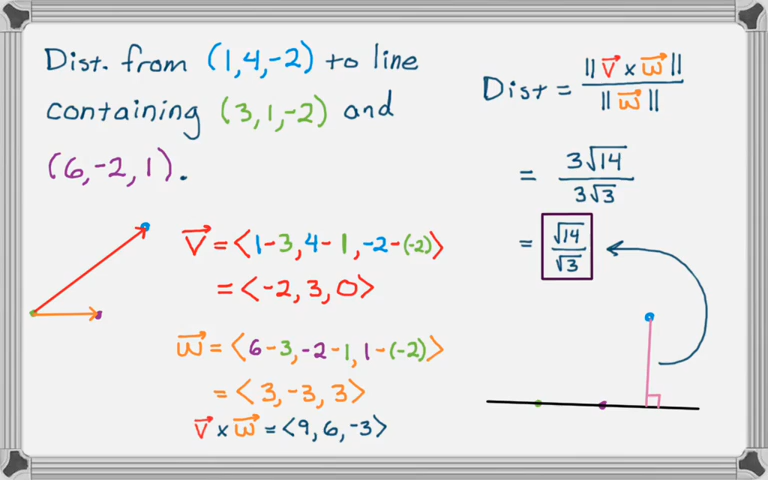 Dist. from (1,4,-2) to line
containing (3,1,-2) and
(6,-2,1).
V⃗ = <1-3,4-1,-2-(-2)>
= <-2,3,0>
w⃗ = <6-3,-2-1,1-(-2)>
= <3,-3,3>
V⃗ x w⃗ = <9,6,-3>
Dist = ||V⃗ x w⃗|| / ||w⃗||
= 3√14 / 3√3
= √14 / √3